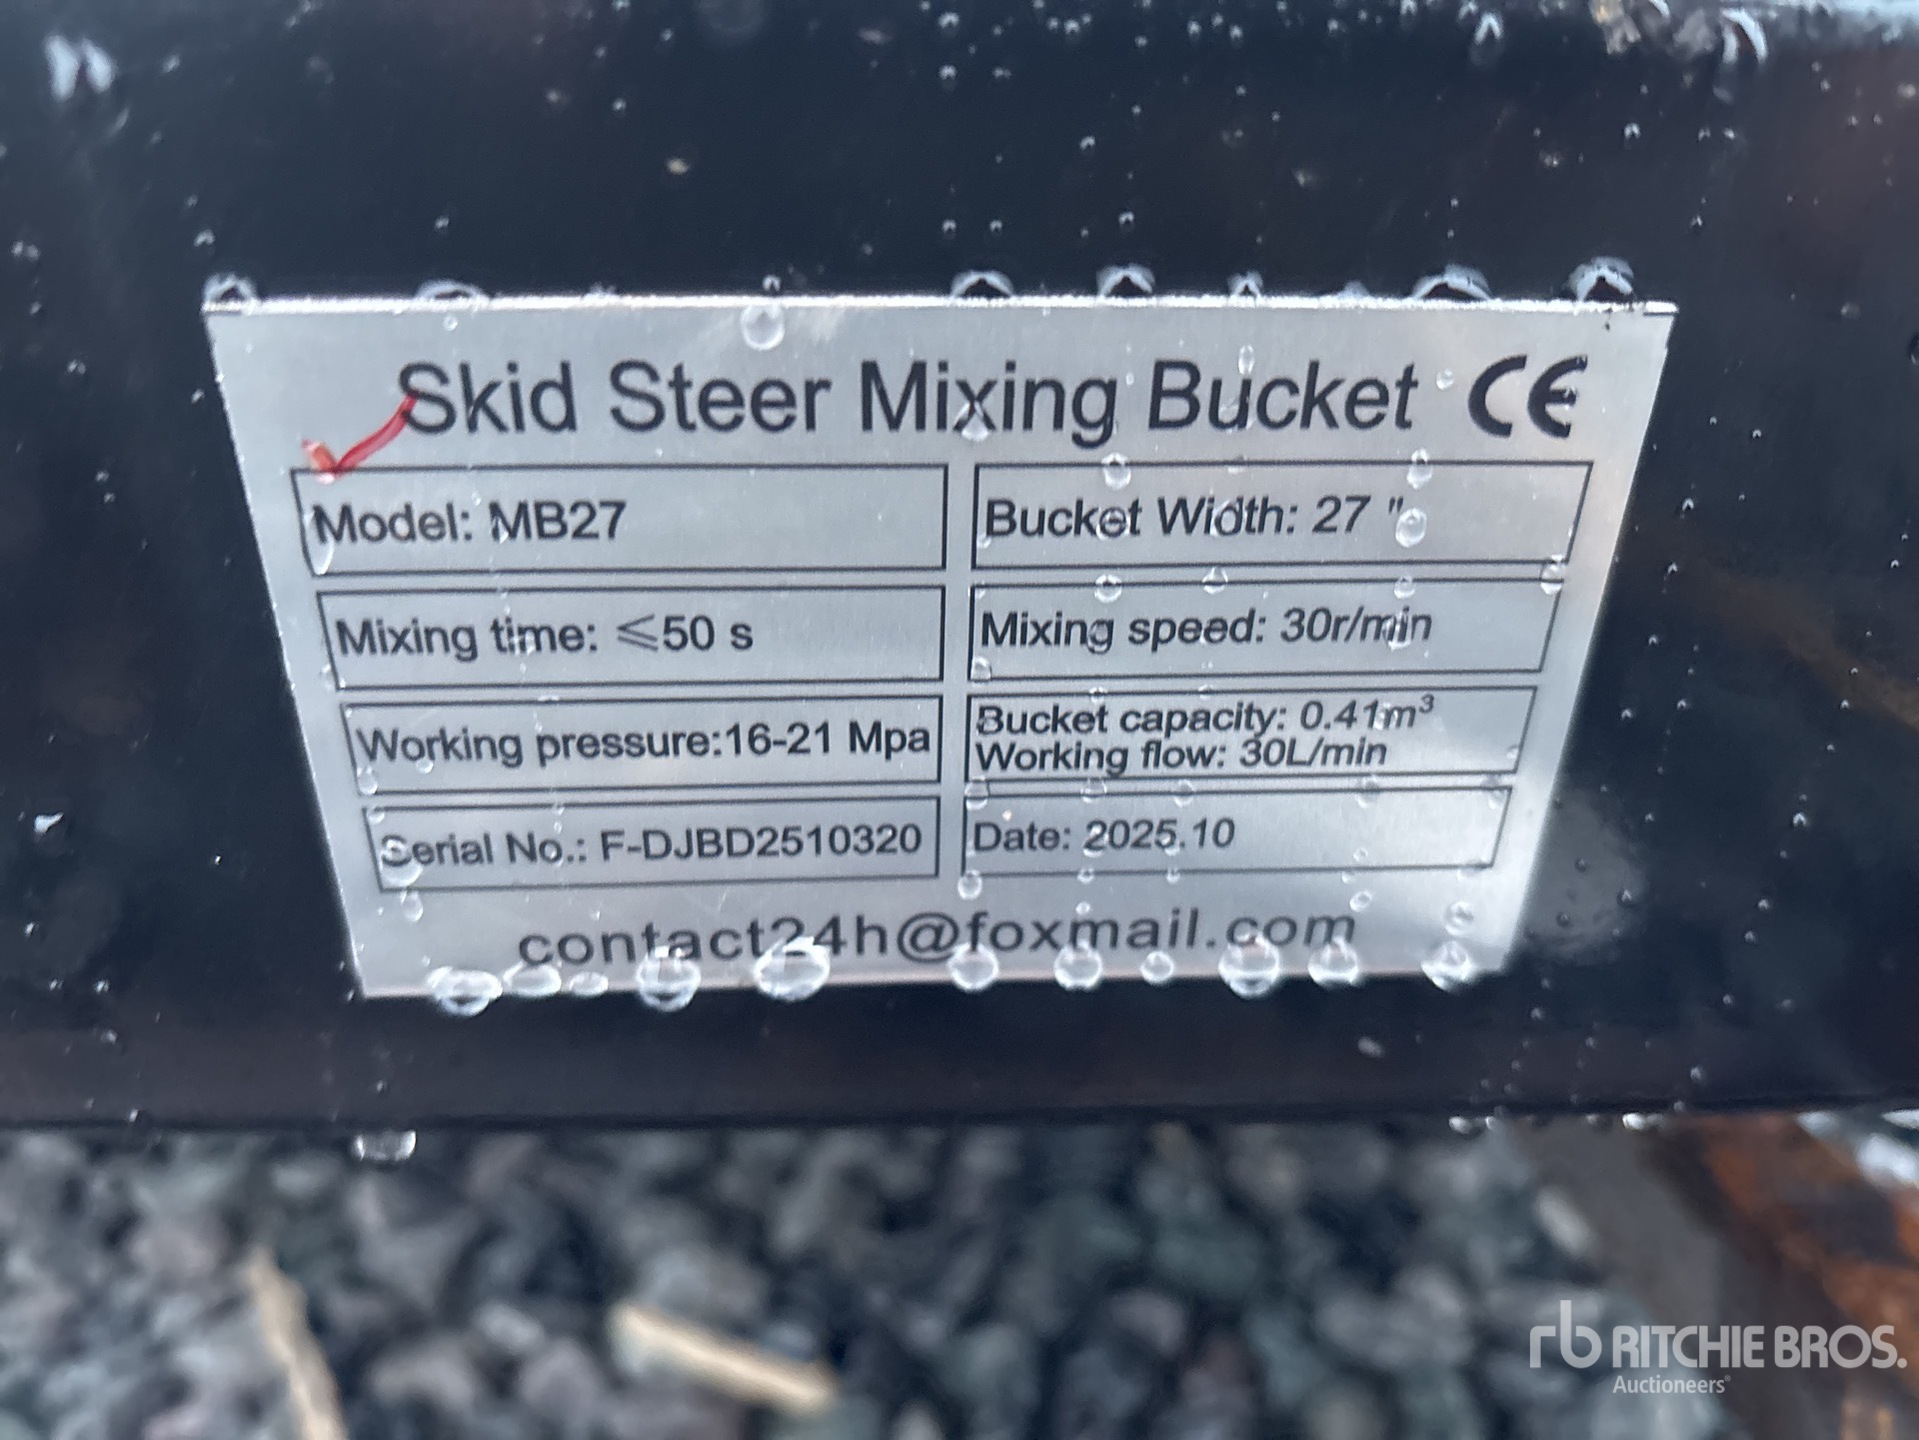 Skid Steer Mixing Bucket CE
Model: MB27
Bucket Width: 27 "
Mixing time: ⩽50 s
Mixing speed: 30r/min
Working pressure:16-21 Mpa
Bucket capacity: 0.41m³
Working flow: 30L/min
Serial No.: F-DJBD2510320
Date: 2025.10
contact24h@foxmail.com
rb RITCHIE BROS.
Auctioneers®